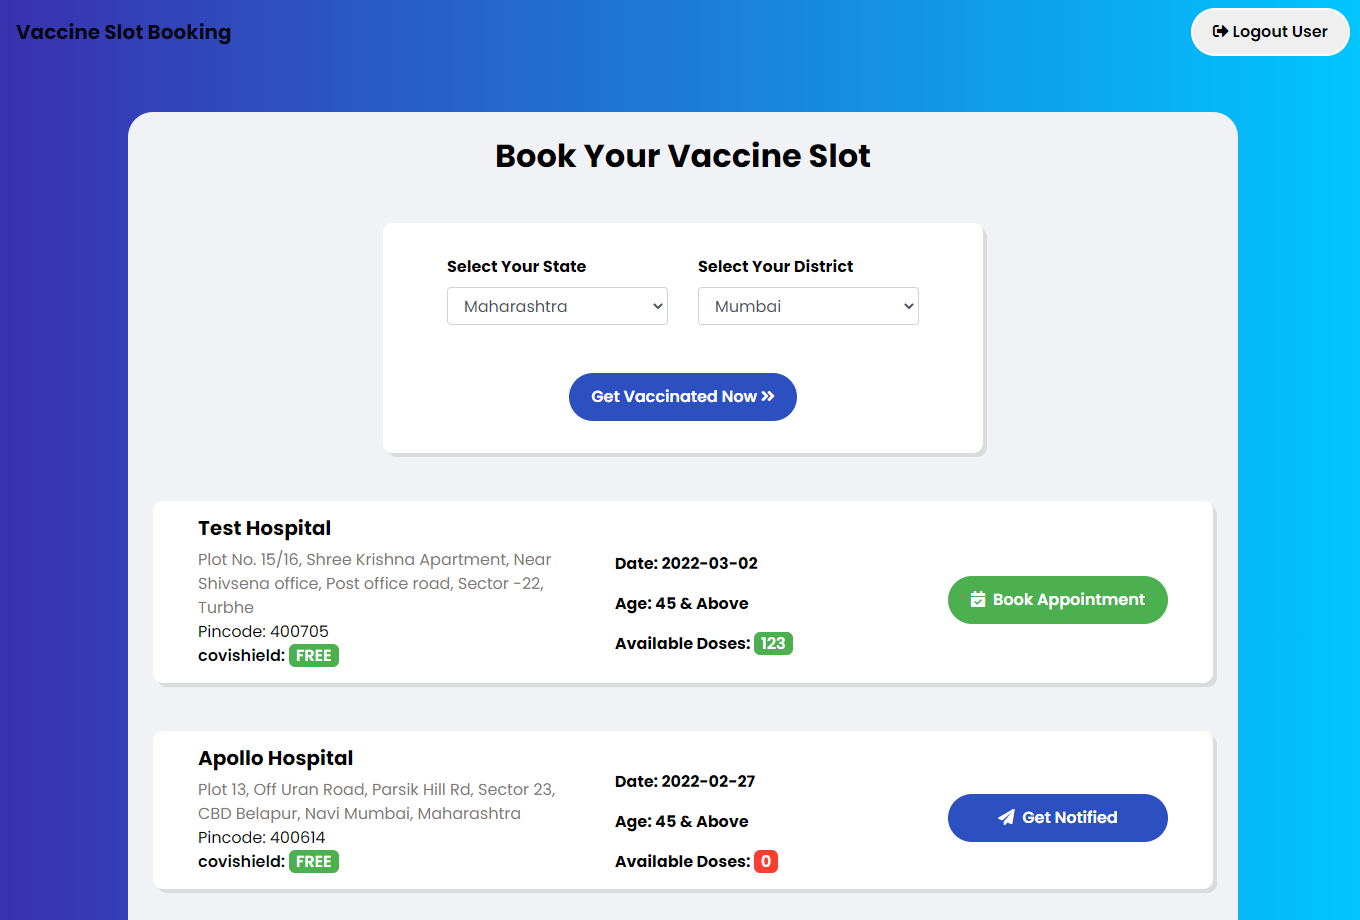 Vaccine Slot Booking
Logout User
Book Your Vaccine Slot
Select Your State
Select Your District
Maharashtra
Mumbai
Get Vaccinated Now
Test Hospital
Plot No. 15/16, Shree Krishna Apartment, Near
Shivsena office, Post office road, Sector -22,
Turbhe
Pincode: 400705
covishield: FREE
Date: 2022-03-02
Age: 45 & Above
Available Doses: 123
Book Appointment
Apollo Hospital
Plot 13, Off Uran Road, Parsik Hill Rd, Sector 23,
CBD Belapur, Navi Mumbai, Maharashtra
Pincode: 400614
covishield: FREE
Date: 2022-02-27
Age: 45 & Above
Available Doses: 0
Get Notified